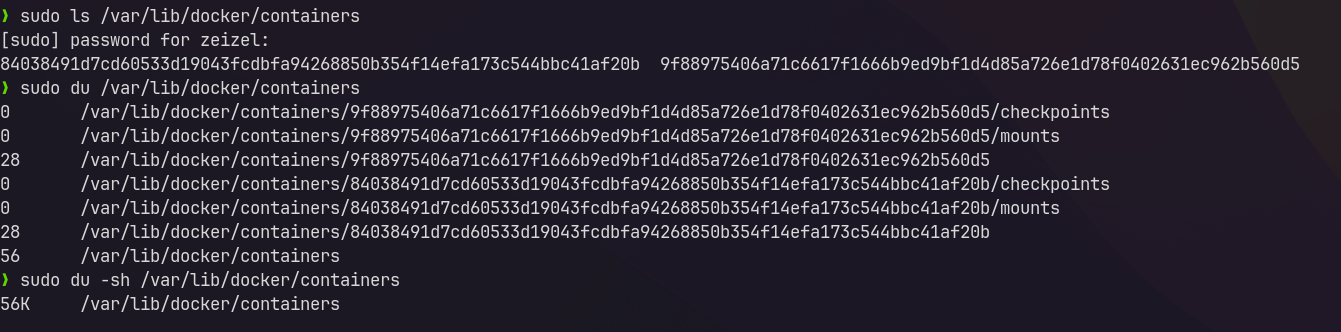 ❯ sudo ls /var/lib/docker/containers
[sudo] password for zeizel:
84038491d7cd60533d19043fcdbfa94268850b354f14efa173c544bbc41af20b  9f88975406a71c6617f1666b9ed9bf1d4d85a726e1d78f0402631ec962b560d5
❯ sudo du /var/lib/docker/containers
0       /var/lib/docker/containers/9f88975406a71c6617f1666b9ed9bf1d4d85a726e1d78f0402631ec962b560d5/checkpoints
0       /var/lib/docker/containers/9f88975406a71c6617f1666b9ed9bf1d4d85a726e1d78f0402631ec962b560d5/mounts
28      /var/lib/docker/containers/9f88975406a71c6617f1666b9ed9bf1d4d85a726e1d78f0402631ec962b560d5
0       /var/lib/docker/containers/84038491d7cd60533d19043fcdbfa94268850b354f14efa173c544bbc41af20b/checkpoints
0       /var/lib/docker/containers/84038491d7cd60533d19043fcdbfa94268850b354f14efa173c544bbc41af20b/mounts
28      /var/lib/docker/containers/84038491d7cd60533d19043fcdbfa94268850b354f14efa173c544bbc41af20b
56      /var/lib/docker/containers
❯ sudo du -sh /var/lib/docker/containers
56K     /var/lib/docker/containers